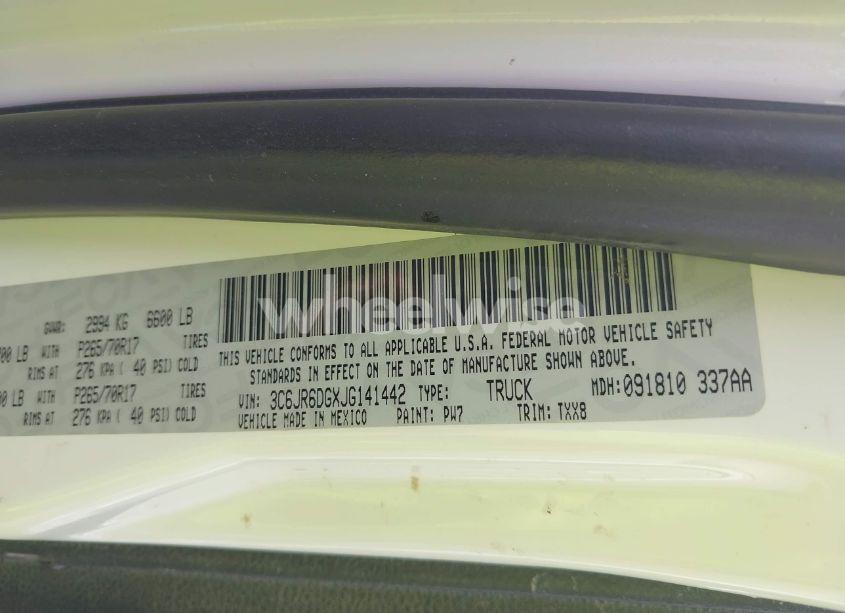 GVWR: 2994 KG 6600 LB
00 LB WITH P265/70R17 TIRES
RIMS AT 276 KPA ( 40 PSI) COLD
00 LB WITH P265/70R17 TIRES
RIMS AT 276 KPA ( 40 PSI) COLD
wheelwise
THIS VEHICLE CONFORMS TO ALL APPLICABLE U.S.A. FEDERAL MOTOR VEHICLE SAFETY
STANDARDS IN EFFECT ON THE DATE OF MANUFACTURE SHOWN ABOVE.
VIN: 3C6JR6DGXJG141442 TYPE: TRUCK MDH:091810 337AA
VEHICLE MADE IN MEXICO PAINT: PW7 TRIM: TXX8